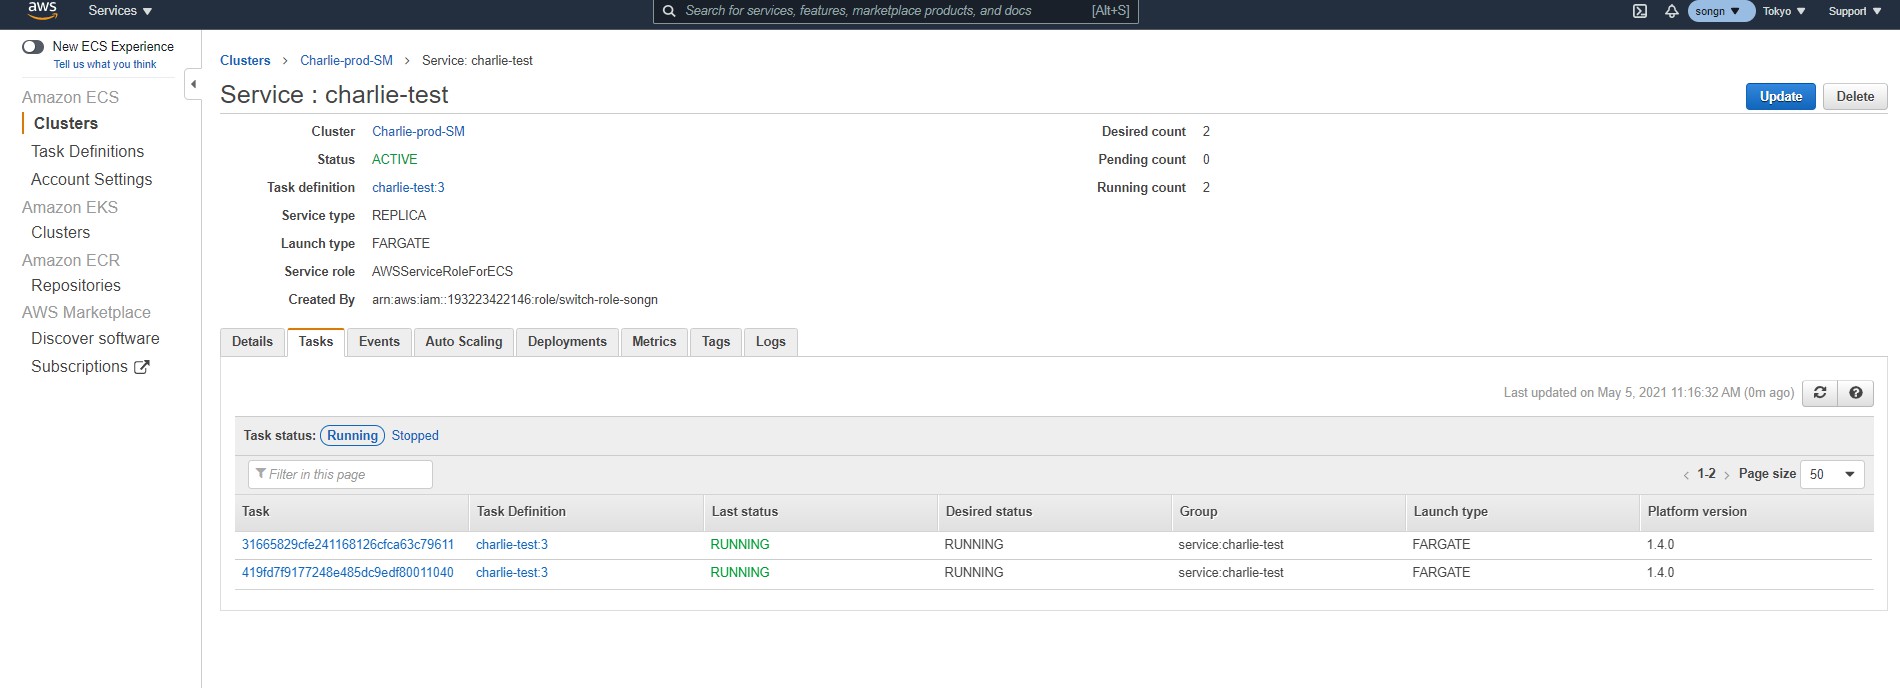 aws Services Search for services, features, marketplace products, and docs [Alt+S] songn Tokyo Support
New ECS Experience
Tell us what you think
Amazon ECS
Clusters
Task Definitions
Account Settings
Amazon EKS
Clusters
Amazon ECR
Repositories
AWS Marketplace
Discover software
Subscriptions
Clusters > Charlie-prod-SM > Service: charlie-test
Service : charlie-test
Update Delete
Cluster Charlie-prod-SM
Status ACTIVE
Task definition charlie-test:3
Service type REPLICA
Launch type FARGATE
Service role AWSServiceRoleForECS
Created By arn:aws:iam::193223422146:role/switch-role-songn
Desired count 2
Pending count 0
Running count 2
Details Tasks Events Auto Scaling Deployments Metrics Tags Logs
Last updated on May 5, 2021 11:16:32 AM (0m ago)
Task status: Running Stopped
Filter in this page
< 1-2 > Page size 50
Task Task Definition Last status Desired status Group Launch type Platform version
31665829cfe241168126cfca63c79611 charlie-test:3 RUNNING RUNNING service:charlie-test FARGATE 1.4.0
419fd7f9177248e485dc9edf80011040 charlie-test:3 RUNNING RUNNING service:charlie-test FARGATE 1.4.0